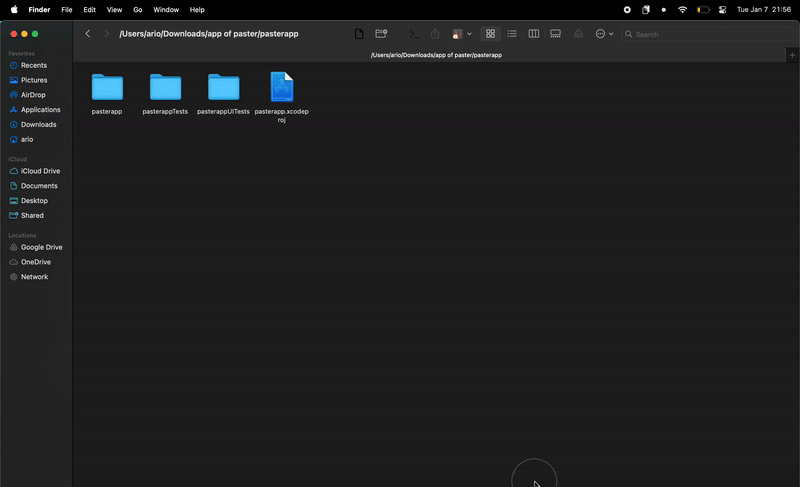 Finder File Edit View Go Window Help Tue Jan 7 21:56
/Users/ario/Downloads/app of paster/pasterapp
Search
/Users/ario/Downloads/app of paster/pasterapp
Favorites
Recents
Pictures
AirDrop
Applications
Downloads
ario
iCloud
iCloud Drive
Documents
Desktop
Shared
Locations
Google Drive
OneDrive
Network
pasterapp
pasterappTests
pasterappUITests
pasterapp.xcodep
roj